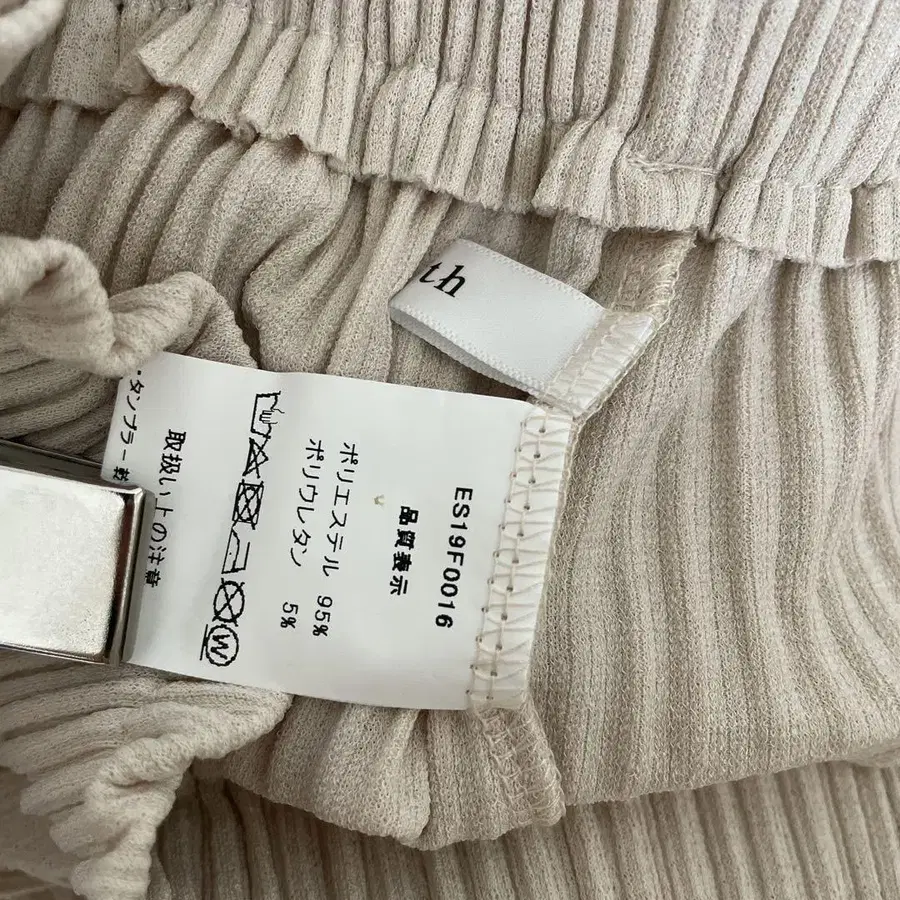 th
ES19F0016
品質表示
ポリエステル 95%
ポリウレタン 5%
W
取扱い上の注意
・タンブラー乾